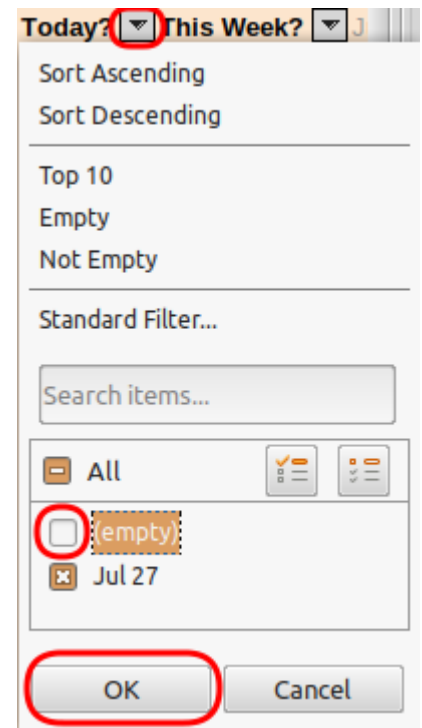 Today? This Week? J
Sort Ascending
Sort Descending
Top 10
Empty
Not Empty
Standard Filter...
Search items...
All
(empty)
Jul 27
OK Cancel